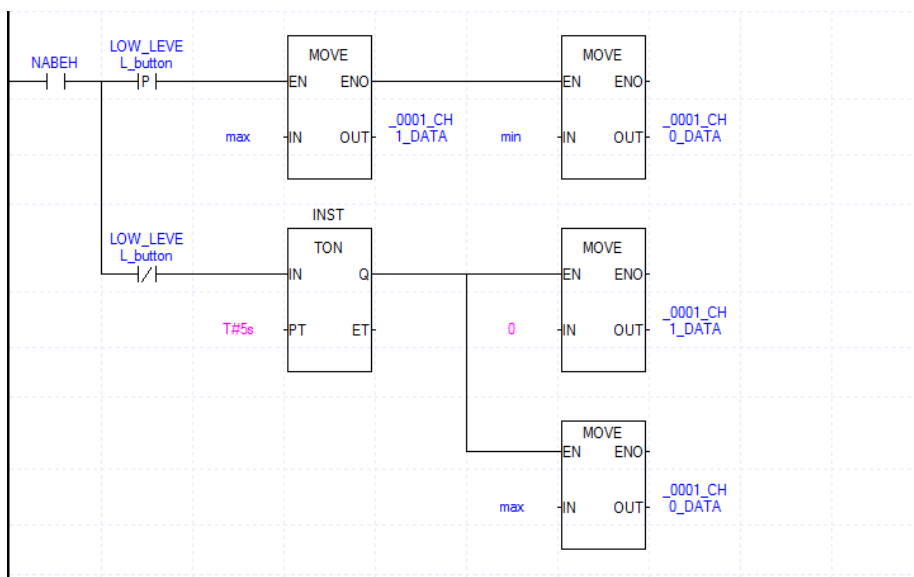 LOW_LEVE
L_button
NABEH
P
MOVE
EN ENO
max
IN OUT
_0001_CH
1_DATA
MOVE
EN ENO
min
IN OUT
_0001_CH
0_DATA
LOW_LEVE
L_button
INST
TON
IN Q
T#5s
PT ET
MOVE
EN ENO
0
IN OUT
_0001_CH
1_DATA
MOVE
EN ENO
max
IN OUT
_0001_CH
0_DATA